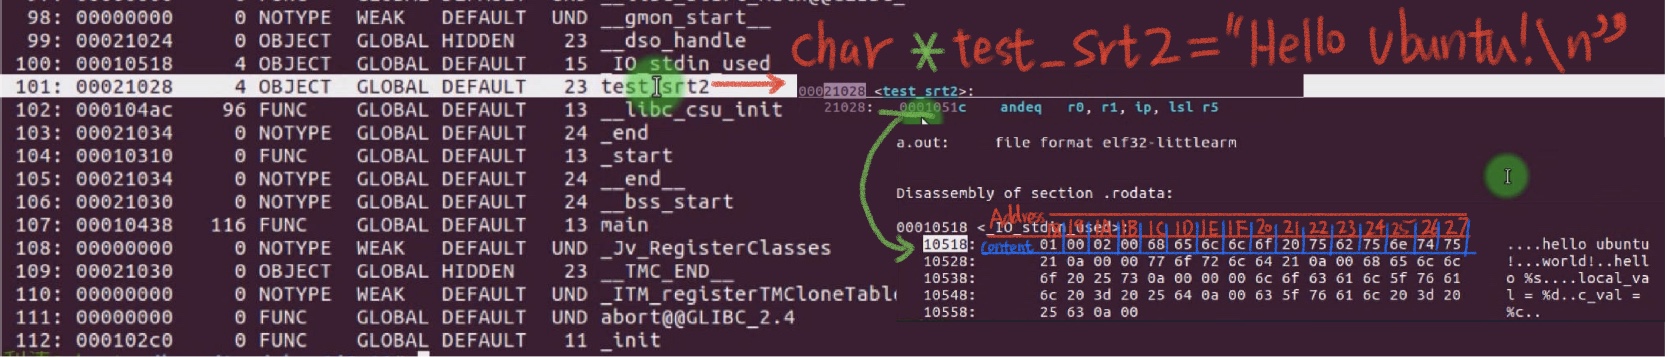 98: 00000000 0 NOTYPE WEAK DEFAULT UND __gmon_start__
99: 00021024 0 OBJECT GLOBAL HIDDEN 23 __dso_handle
100: 00010518 4 OBJECT GLOBAL DEFAULT 15 _IO_stdin_used
101: 00021028 4 OBJECT GLOBAL DEFAULT 23 test_srt2
102: 000104ac 96 FUNC GLOBAL DEFAULT 13 __libc_csu_init
103: 00021034 0 NOTYPE GLOBAL DEFAULT 24 _end
104: 00010310 0 FUNC GLOBAL DEFAULT 13 _start
105: 00021034 0 NOTYPE GLOBAL DEFAULT 24 __end__
106: 00021030 0 NOTYPE GLOBAL DEFAULT 24 __bss_start
107: 00010438 116 FUNC GLOBAL DEFAULT 13 main
108: 00000000 0 NOTYPE WEAK DEFAULT UND _Jv_RegisterClasses
109: 00021030 0 OBJECT GLOBAL HIDDEN 23 __TMC_END__
110: 00000000 0 NOTYPE WEAK DEFAULT UND _ITM_registerTMCloneTabl
111: 00000000 0 FUNC GLOBAL DEFAULT UND abort@@GLIBC_2.4
112: 000102c0 0 FUNC GLOBAL DEFAULT 11 _init
char *test_srt2="Hello Ubuntu!\n"
00021028 <test_srt2>:
21028: 0001051c andeq r0, r1, ip, lsl r5
a.out: file format elf32-littlearm
Disassembly of section .rodata:
00010518 <_IO_stdin_used>:
Address 18 19 1A 1B 1C 1D 1E 1F 20 21 22 23 24 25 26 27
10518: Content 01 00 02 00 68 65 6c 6c 6f 20 75 62 75 6e 74 75 ....hello ubuntu
10528: 21 0a 00 00 77 6f 72 6c 64 21 0a 00 68 65 6c 6c !...world!..hell
10538: 6f 20 25 73 0a 00 00 00 6c 6f 63 61 6c 5f 76 61 o %s....local_va
10548: 6c 20 3d 20 25 64 0a 00 63 5f 76 61 6c 20 3d 20 l = %d..c_val =
10558: 25 63 0a 00 %c..